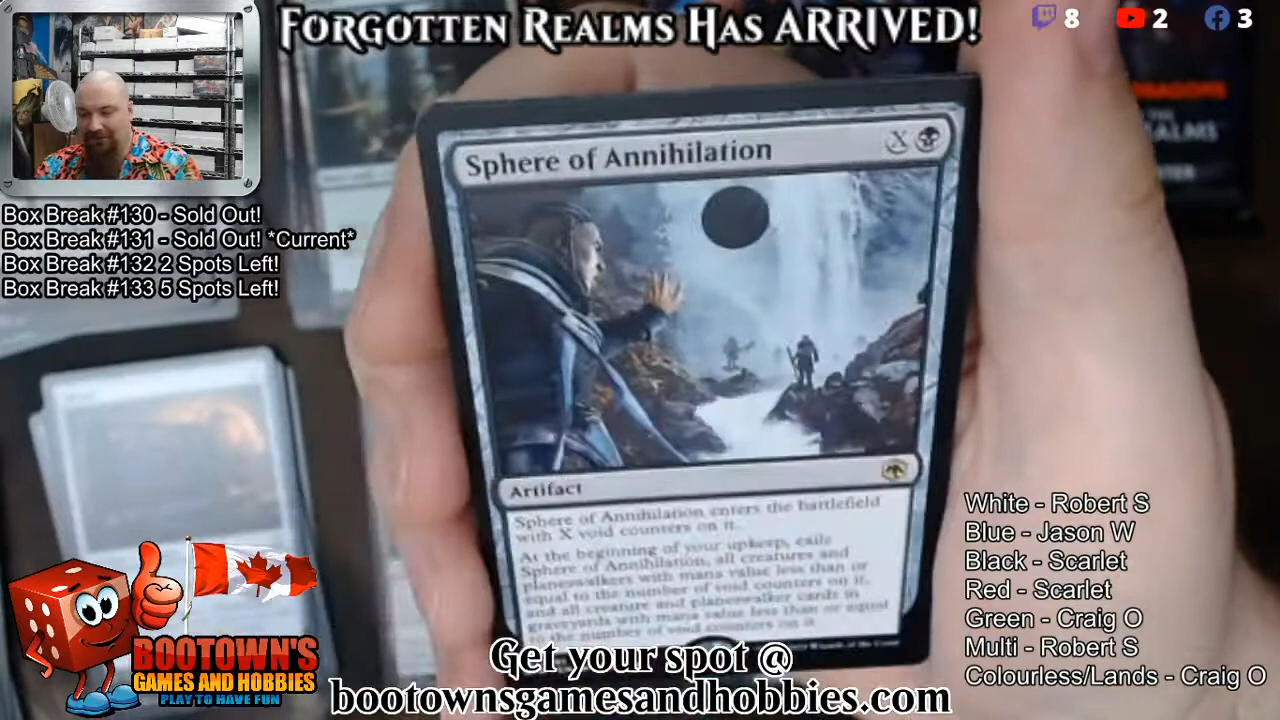 FORGOTTEN REALMS HAS ARRIVED!
8 2 3
Box Break #130 - Sold Out!
Box Break #131 - Sold Out! *Current*
Box Break #132 2 Spots Left!
Box Break #133 5 Spots Left!
Sphere of Annihilation X
Artifact
Sphere of Annihilation enters the battlefield
with X void counters on it.
At the beginning of your upkeep, exile
Sphere of Annihilation, all creatures and
planeswalkers with mana value less than or
equal to the number of void counters on it,
and all creature and planeswalker cards in
graveyards with mana value less than or equal
to the number of void counters on it
REALMS
White - Robert S
Blue - Jason W
Black - Scarlet
Red - Scarlet
Green - Craig O
Multi - Robert S
Colourless/Lands - Craig O
BOOTOWN'S
GAMES AND HOBBIES
PLAY TO HAVE FUN
Get your spot @
bootownsgamesandhobbies.com